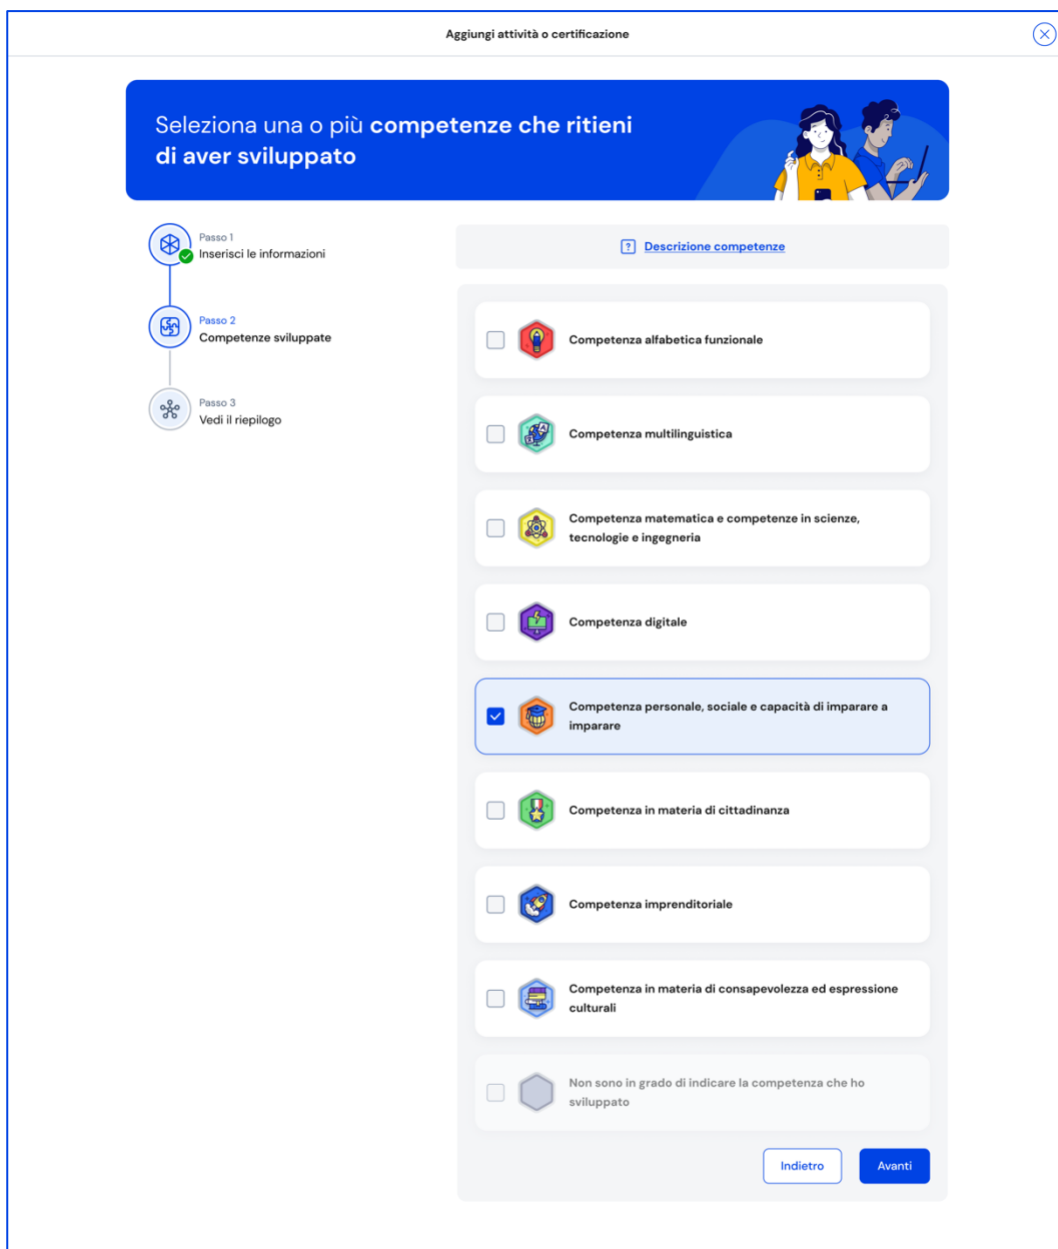 Aggiungi attività o certificazione
Seleziona una o più competenze che ritieni
di aver sviluppato
Passo 1
Inserisci le informazioni
Passo 2
Competenze sviluppate
Passo 3
Vedi il riepilogo
Descrizione competenze
Competenza alfabetica funzionale
Competenza multilinguistica
Competenza matematica e competenze in scienze,
tecnologie e ingegneria
Competenza digitale
Competenza personale, sociale e capacità di imparare a
imparare
Competenza in materia di cittadinanza
Competenza imprenditoriale
Competenza in materia di consapevolezza ed espressione
culturali
Non sono in grado di indicare la competenza che ho
sviluppato
Indietro
Avanti